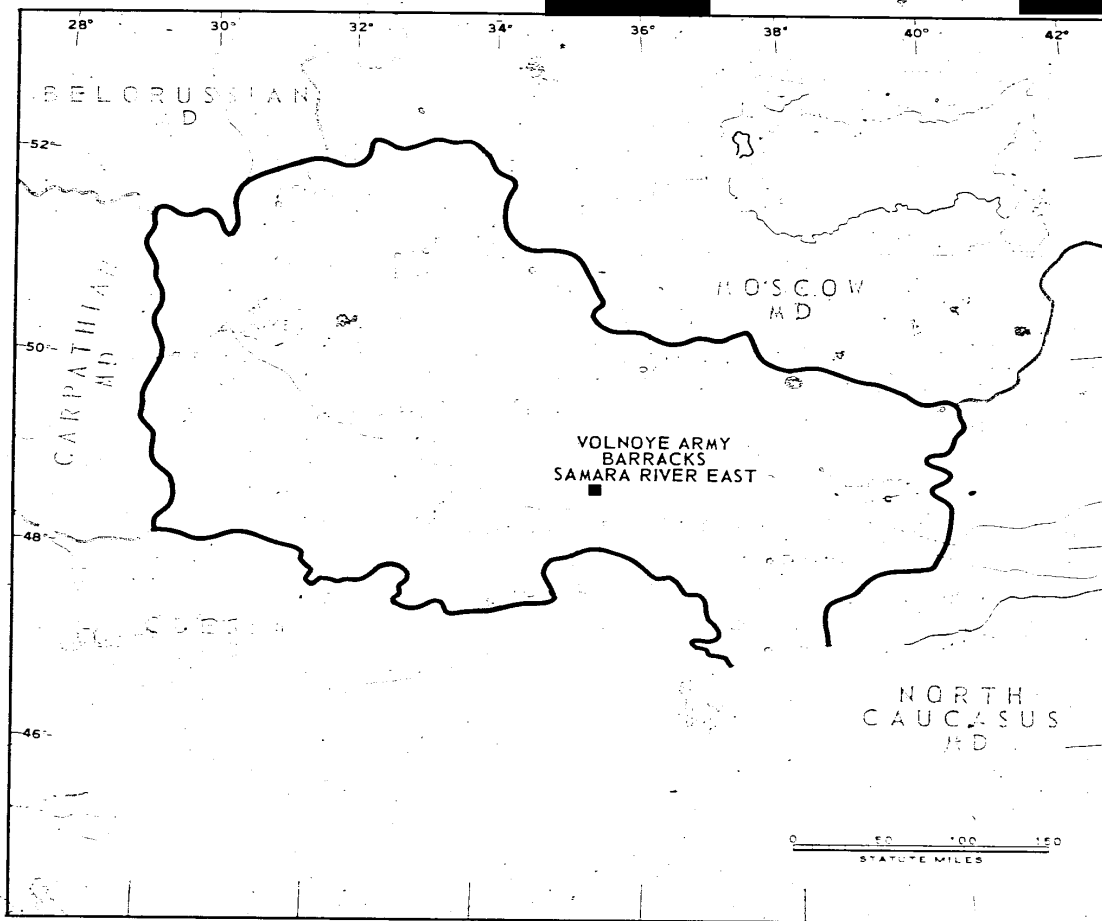 28° 30° 32° 34° 36° 38° 40° 42°
BELORUSSIAN
MD
52°
CARPATHIAN
MD
MOSCOW
MD
50°
VOLNOYE ARMY
BARRACKS
SAMARA RIVER EAST
48°
ODESSA
46°
NORTH
CAUCASUS
MD
0 50 100 150
STATUTE MILES